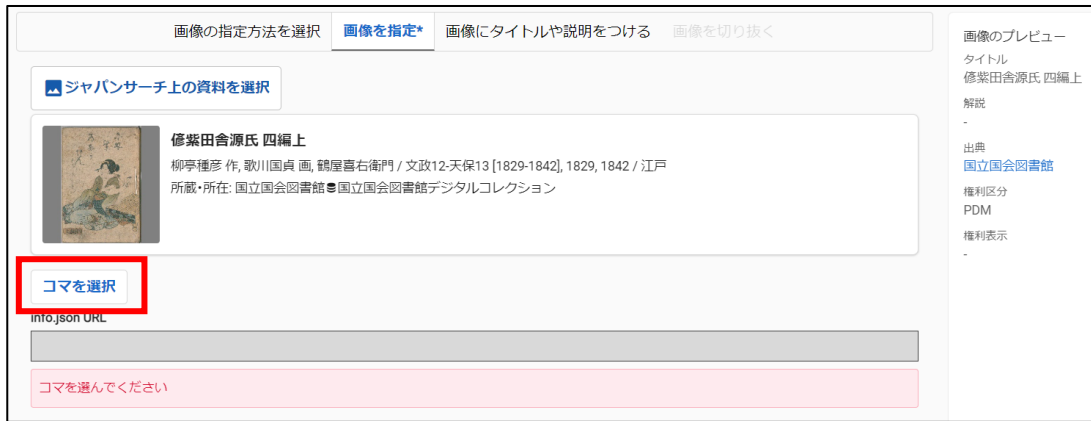 画像の指定方法を選択 画像を指定* 画像にタイトルや説明をつける 画像を切り抜く
ジャパンサーチ上の資料を選択
偐紫田舎源氏 四編上
柳亭種彦 作, 歌川国貞 画, 鶴屋喜右衛門 / 文政12-天保13 [1829-1842], 1829, 1842 / 江戸
所蔵・所在: 国立国会図書館 国立国会図書館デジタルコレクション
コマを選択
info.json URL
コマを選んでください
画像のプレビュー
タイトル
偐紫田舎源氏 四編上
解説
-
出典
国立国会図書館
権利区分
PDM
権利表示
-